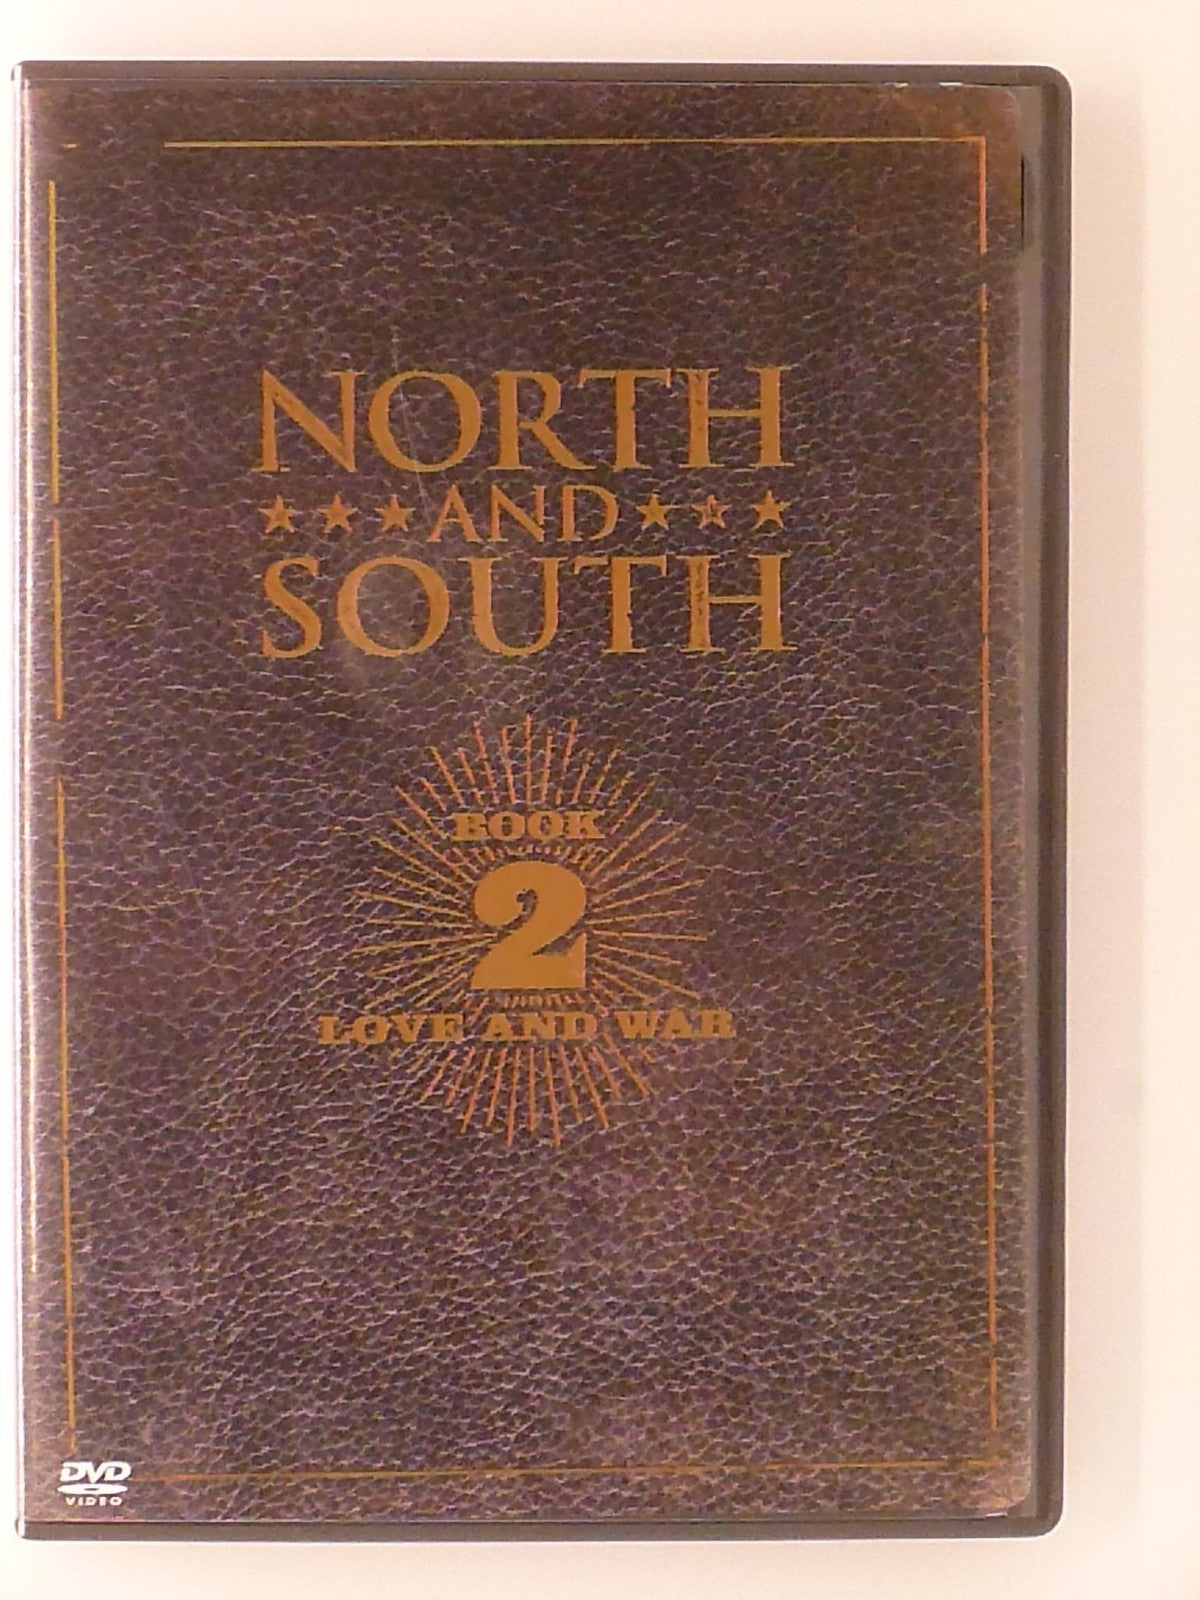 NORTH
AND
SOUTH
BOOK
2
LOVE AND WAR
DVD
VIDEO